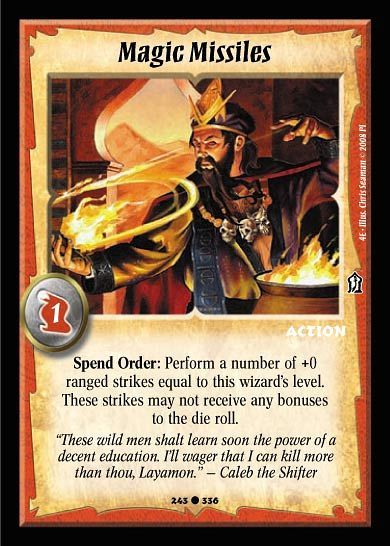 Magic Missiles
4E · Illus. Chris Seaman © 2008 PI
1
ACTION
Spend Order: Perform a number of +0
ranged strikes equal to this wizard's level.
These strikes may not receive any bonuses
to the die roll.
"These wild men shalt learn soon the power of a
decent education. I'll wager that I can kill more
than thou, Layamon." – Caleb the Shifter
243 ● 336